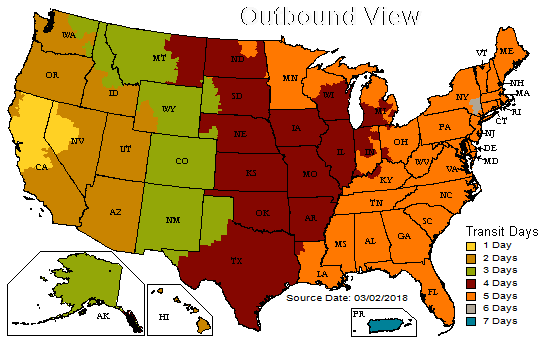 Outbound View
WA
MT
ND
MN
VT
ME
OR
ID
WI
MI
NY
NH
MA
RI
CT
SD
WY
NE
IA
PA
NJ
DE
MD
NV
UT
CO
IL
IN
OH
WV
VA
CA
KS
MO
KY
NC
AZ
NM
OK
AR
TN
SC
MS
AL
GA
TX
LA
FL
AK
HI
PR
Source Date: 03/02/2018
Transit Days
1 Day
2 Days
3 Days
4 Days
5 Days
6 Days
7 Days